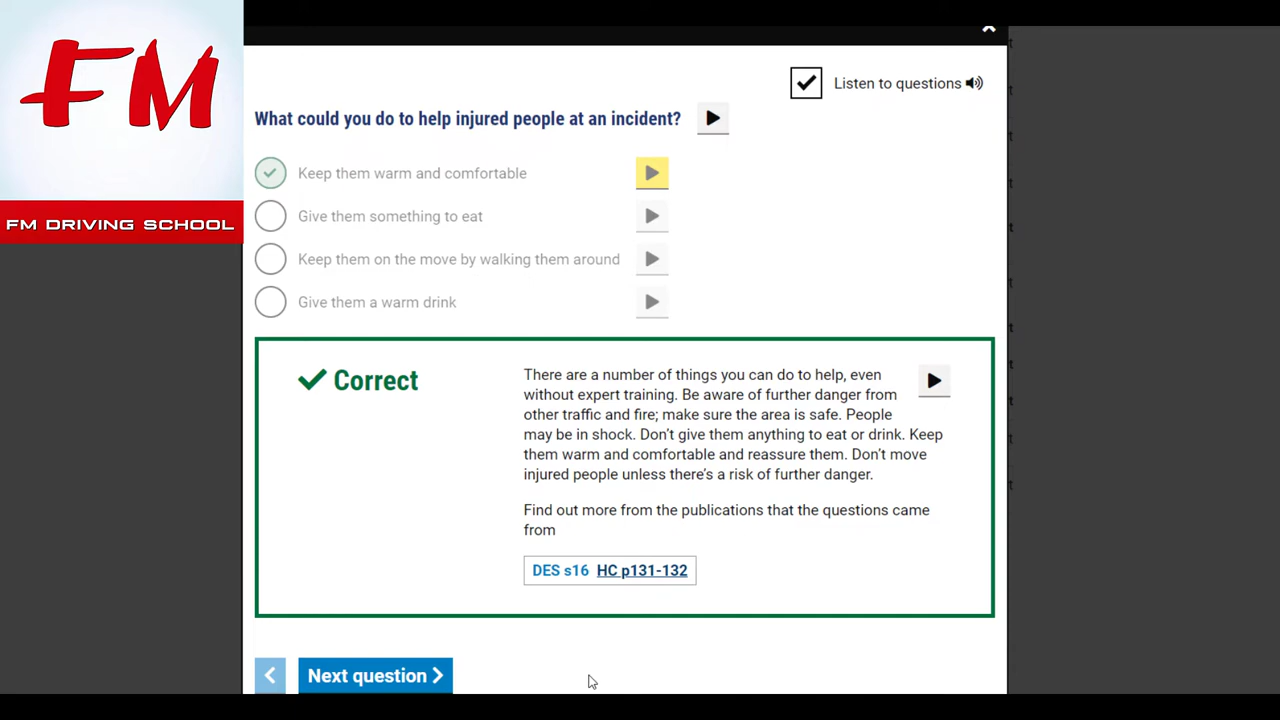 FM
FM DRIVING SCHOOL
Listen to questions
What could you do to help injured people at an incident?
Keep them warm and comfortable
Give them something to eat
Keep them on the move by walking them around
Give them a warm drink
Correct
There are a number of things you can do to help, even
without expert training. Be aware of further danger from
other traffic and fire; make sure the area is safe. People
may be in shock. Don't give them anything to eat or drink. Keep
them warm and comfortable and reassure them. Don't move
injured people unless there's a risk of further danger.
Find out more from the publications that the questions came
from
DES s16 HC p131-132
Next question